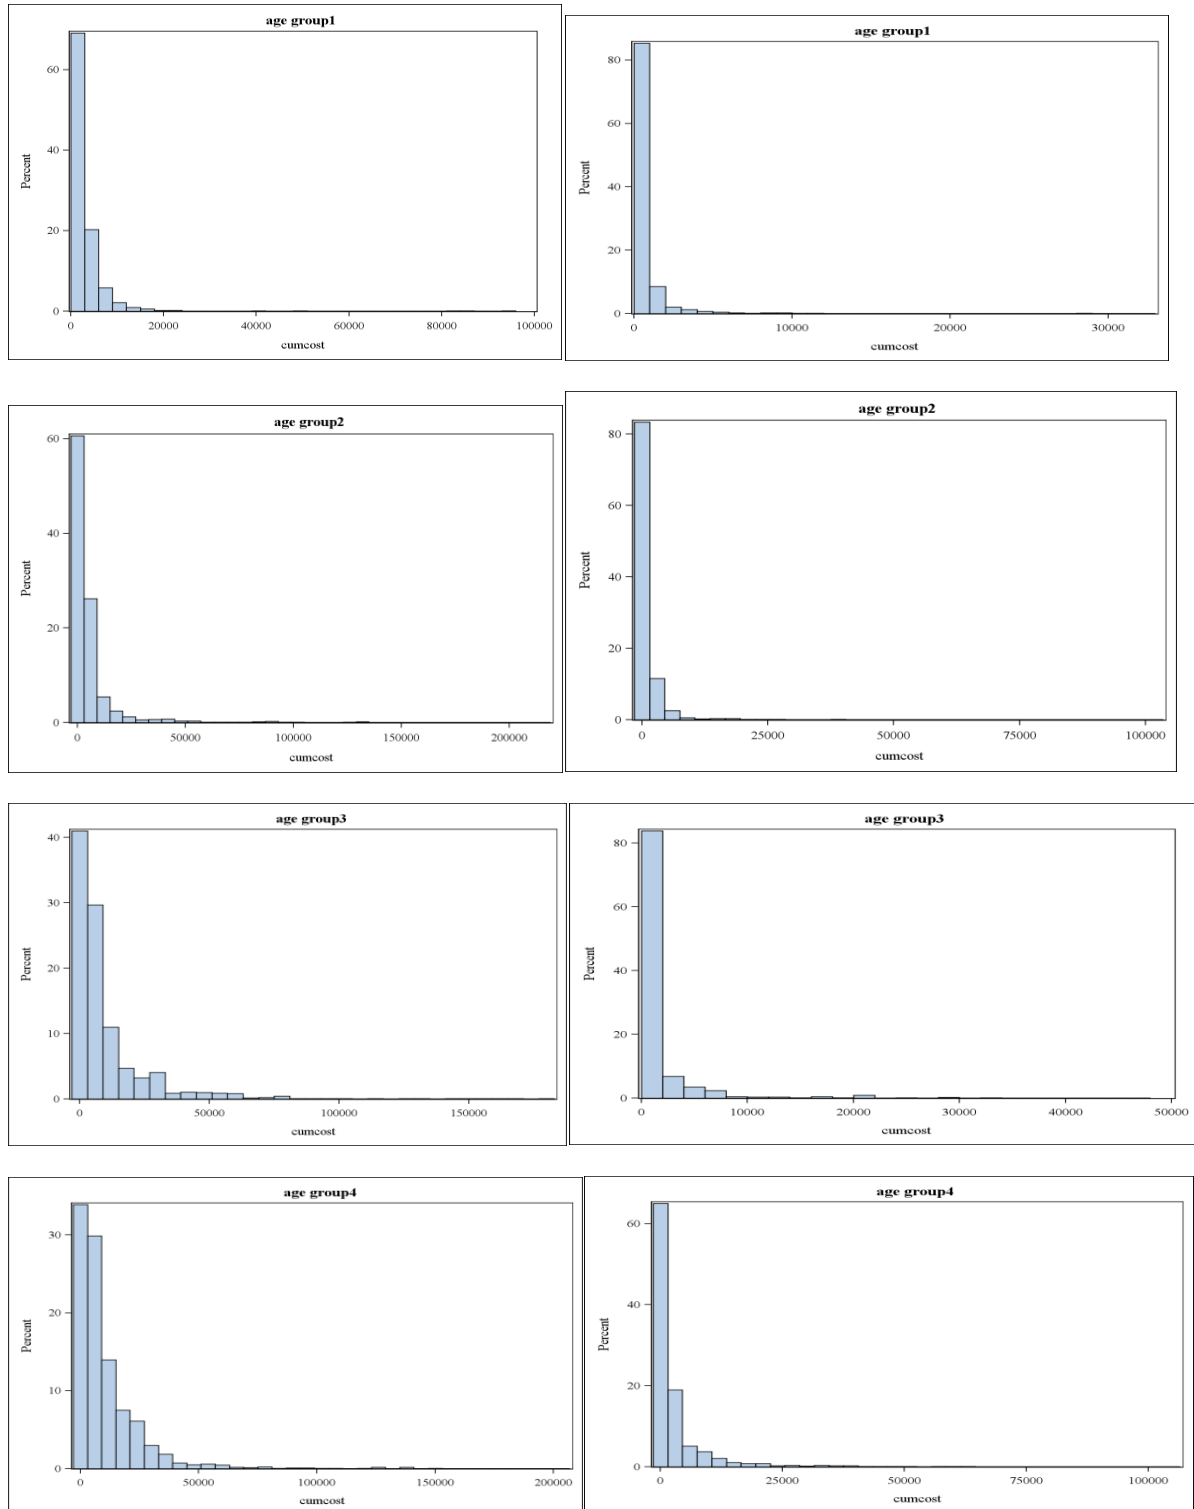 age group1
Percent
60
40
20
0
0 20000 40000 60000 80000 100000
cumcost
age group1
Percent
80
60
40
20
0
0 10000 20000 30000
cumcost
age group2
Percent
60
40
20
0
0 50000 100000 150000 200000
cumcost
age group2
Percent
80
60
40
20
0
0 25000 50000 75000 100000
cumcost
age group3
Percent
40
30
20
10
0
0 50000 100000 150000
cumcost
age group3
Percent
80
60
40
20
0
0 10000 20000 30000 40000 50000
cumcost
age group4
Percent
30
20
10
0
0 50000 100000 150000 200000
cumcost
age group4
Percent
60
40
20
0
0 25000 50000 75000 100000
cumcost